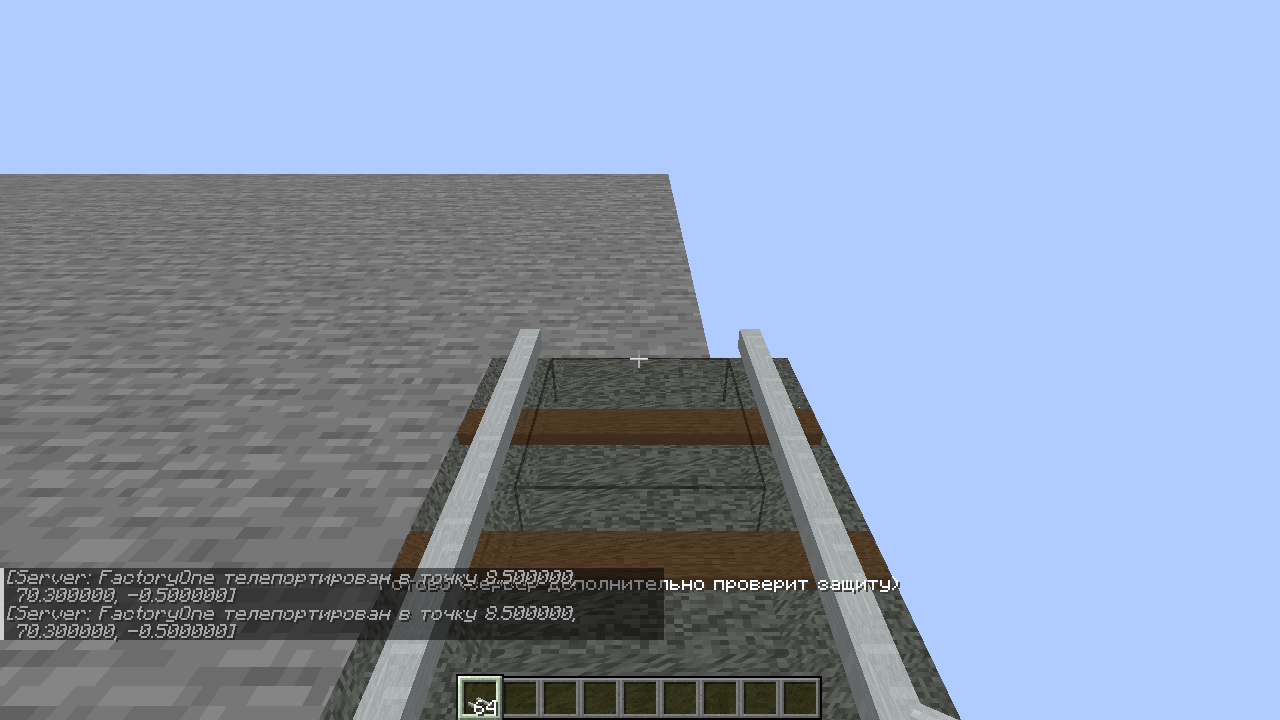 [Server: FactoryOne телепортирован в точку 8.500000,
70.300000, -0.500000]
[Server: FactoryOne телепортирован в точку 8.500000,
70.300000, -0.500000]
дополнительно проверит защиту)
64